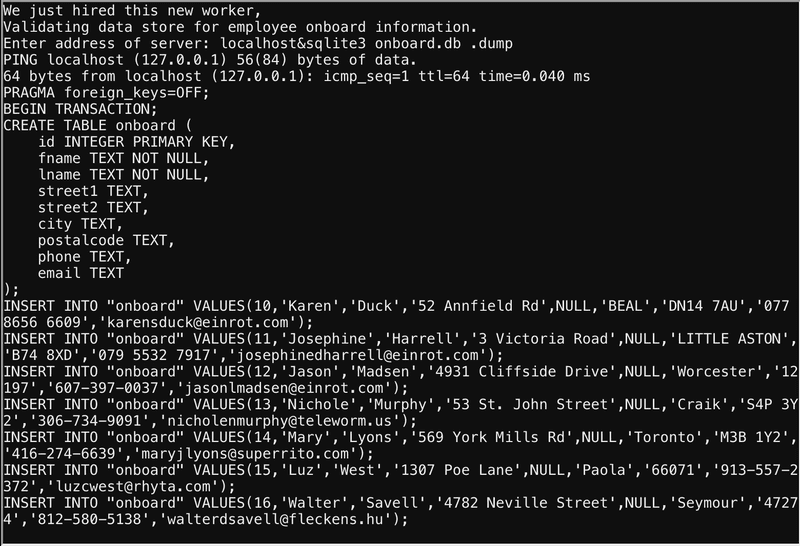 We just hired this new worker,
Validating data store for employee onboard information.
Enter address of server: localhost&sqlite3 onboard.db .dump
PING localhost (127.0.0.1) 56(84) bytes of data.
64 bytes from localhost (127.0.0.1): icmp_seq=1 ttl=64 time=0.040 ms
PRAGMA foreign_keys=OFF;
BEGIN TRANSACTION;
CREATE TABLE onboard (
    id INTEGER PRIMARY KEY,
    fname TEXT NOT NULL,
    lname TEXT NOT NULL,
    street1 TEXT,
    street2 TEXT,
    city TEXT,
    postalcode TEXT,
    phone TEXT,
    email TEXT
);
INSERT INTO "onboard" VALUES(10,'Karen','Duck','52 Annfield Rd',NULL,'BEAL','DN14 7AU','077
8656 6609','karensduck@einrot.com');
INSERT INTO "onboard" VALUES(11,'Josephine','Harrell','3 Victoria Road',NULL,'LITTLE ASTON',
'B74 8XD','079 5532 7917','josephinedharrell@einrot.com');
INSERT INTO "onboard" VALUES(12,'Jason','Madsen','4931 Cliffside Drive',NULL,'Worcester','12
197','607-397-0037','jasonlmadsen@einrot.com');
INSERT INTO "onboard" VALUES(13,'Nichole','Murphy','53 St. John Street',NULL,'Craik','S4P 3Y
2','306-734-9091','nicholenmurphy@teleworm.us');
INSERT INTO "onboard" VALUES(14,'Mary','Lyons','569 York Mills Rd',NULL,'Toronto','M3B 1Y2',
'416-274-6639','maryjlyons@superrito.com');
INSERT INTO "onboard" VALUES(15,'Luz','West','1307 Poe Lane',NULL,'Paola','66071','913-557-2
372','luzcwest@rhyta.com');
INSERT INTO "onboard" VALUES(16,'Walter','Savell','4782 Neville Street',NULL,'Seymour','4727
4','812-580-5138','walterdsavell@fleckens.hu');